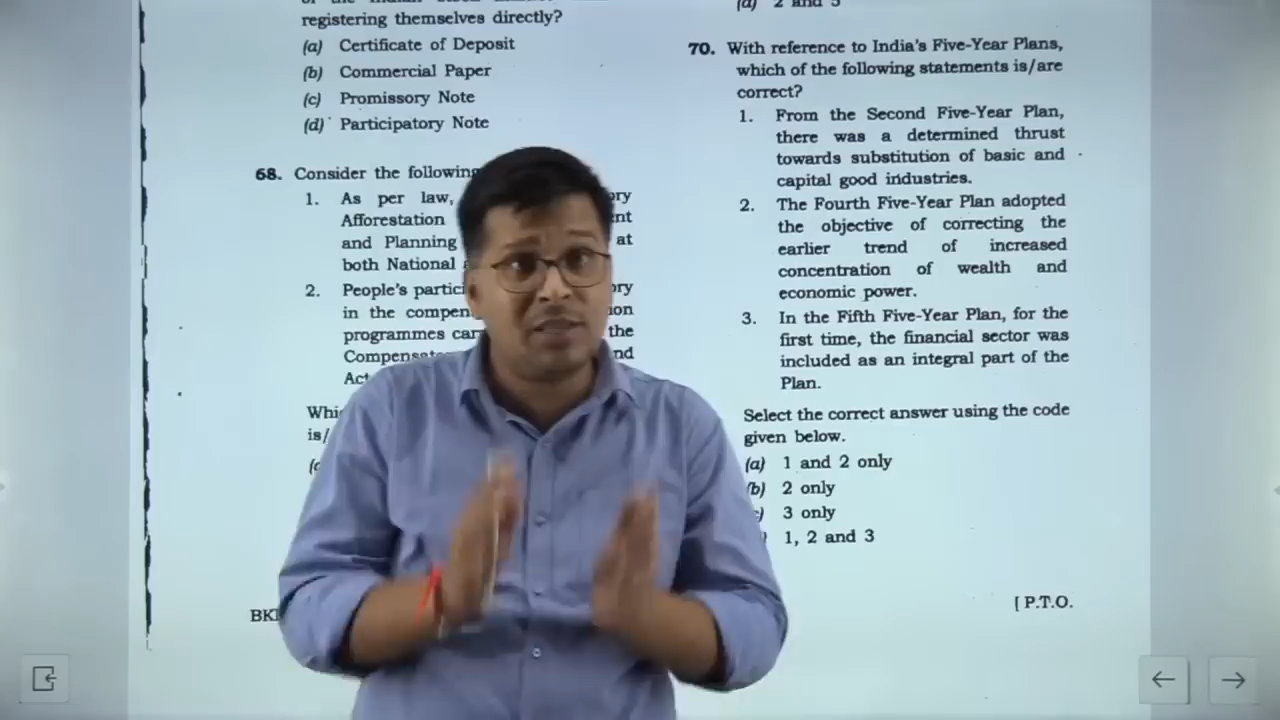 registering themselves directly?
(a) Certificate of Deposit
(b) Commercial Paper
(c) Promissory Note
(d) Participatory Note
68. Consider the following
1. As per law,
Afforestation
and Planning at
both National
2. People's
in the
programmes the
Act
is/
BK
(d) 2 and 3
70. With reference to India's Five-Year Plans,
which of the following statements is/are
correct?
1. From the Second Five-Year Plan,
there was a determined thrust
towards substitution of basic and
capital good industries.
2. The Fourth Five-Year Plan adopted
the objective of correcting the
earlier trend of increased
concentration of wealth and
economic power.
3. In the Fifth Five-Year Plan, for the
first time, the financial sector was
included as an integral part of the
Plan.
Select the correct answer using the code
given below.
(a) 1 and 2 only
(b) 2 only
3 only
1, 2 and 3
[ P.T.O.